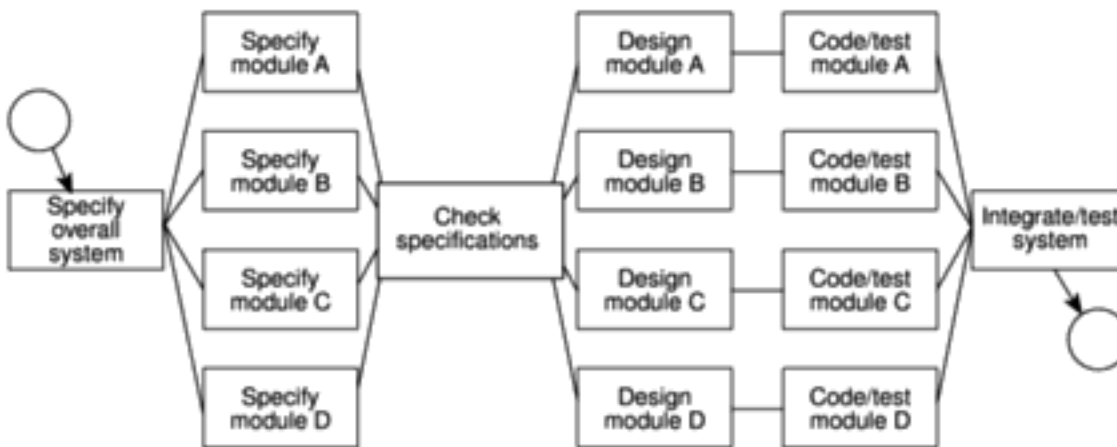 Specify
module A
Design
module A
Code/test
module A
Specify
module B
Design
module B
Code/test
module B
Specify
overall
system
Check
specifications
Integrate/test
system
Specify
module C
Design
module C
Code/test
module C
Specify
module D
Design
module D
Code/test
module D